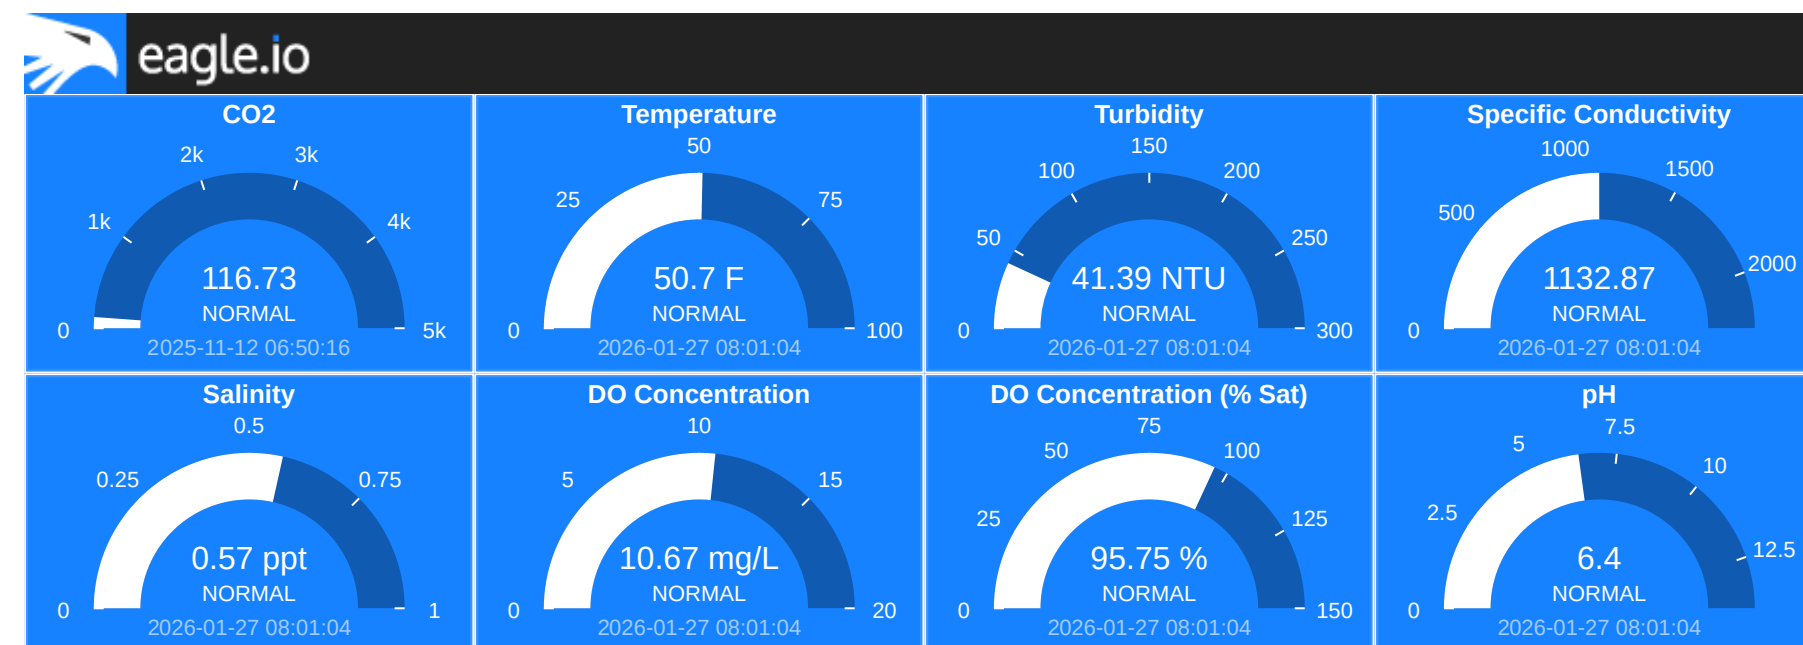 eagle.io
CO2
0
1k
2k
3k
4k
5k
116.73
NORMAL
2025-11-12 06:50:16
Temperature
0
25
50
75
100
50.7 F
NORMAL
2026-01-27 08:01:04
Turbidity
0
50
100
150
200
250
300
41.39 NTU
NORMAL
2026-01-27 08:01:04
Specific Conductivity
0
500
1000
1500
2000
1132.87
NORMAL
2026-01-27 08:01:04
Salinity
0
0.25
0.5
0.75
1
0.57 ppt
NORMAL
2026-01-27 08:01:04
DO Concentration
0
5
10
15
20
10.67 mg/L
NORMAL
2026-01-27 08:01:04
DO Concentration (% Sat)
0
25
50
75
100
125
150
95.75 %
NORMAL
2026-01-27 08:01:04
pH
0
2.5
5
7.5
10
12.5
6.4
NORMAL
2026-01-27 08:01:04